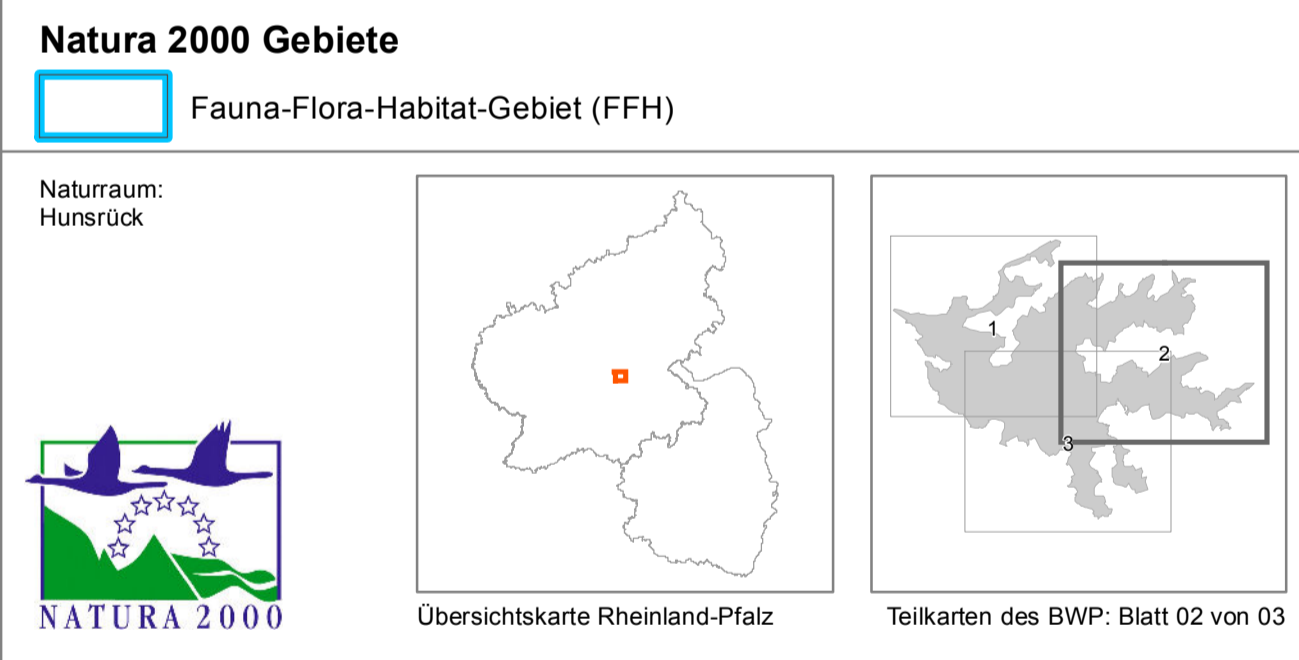 Natura 2000 Gebiete
Fauna-Flora-Habitat-Gebiet (FFH)
Naturraum:
Hunsrück
NATURA 2000
Übersichtskarte Rheinland-Pfalz
1
2
3
Teilkarten des BWP: Blatt 02 von 03